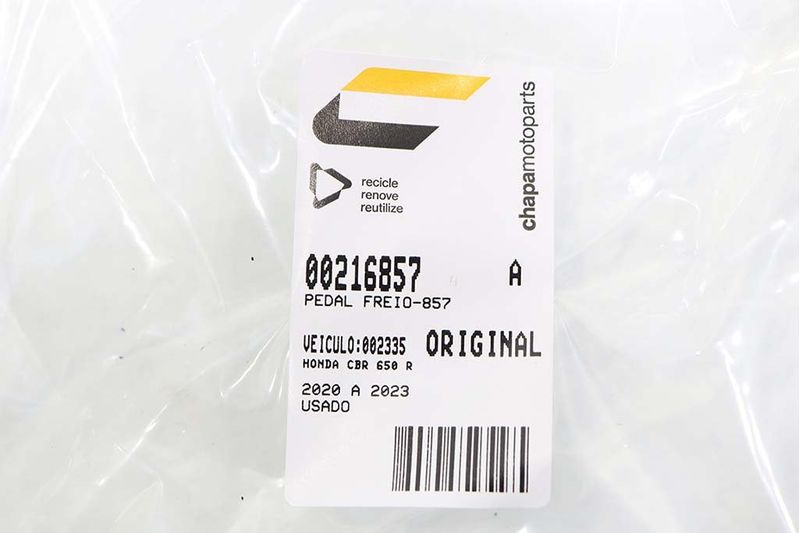 chapamotoparts
recicle
renove
reutilize
00216857 A
PEDAL FREIO-857
VEICULO:002335 ORIGINAL
HONDA CBR 650 R
2020 A 2023
USADO